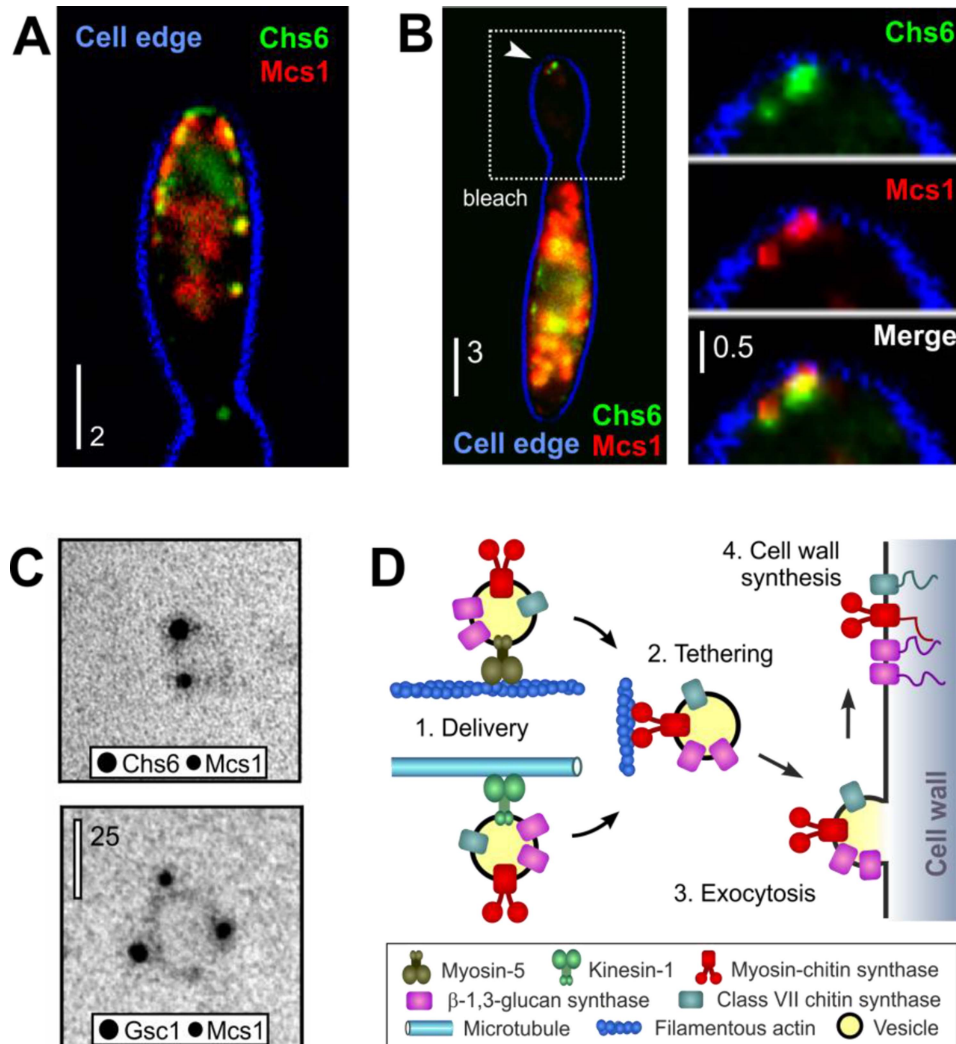 A
Cell edge
Chs6
Mcs1
2
B
bleach
3
Chs6
Cell edge
Mcs1
Chs6
Mcs1
Merge
0.5
C
Chs6 Mcs1
25
Gsc1 Mcs1
D
4. Cell wall
synthesis
2. Tethering
1. Delivery
3. Exocytosis
Cell wall
Myosin-5 Kinesin-1 Myosin-chitin synthase
β-1,3-glucan synthase Class VII chitin synthase
Microtubule Filamentous actin Vesicle